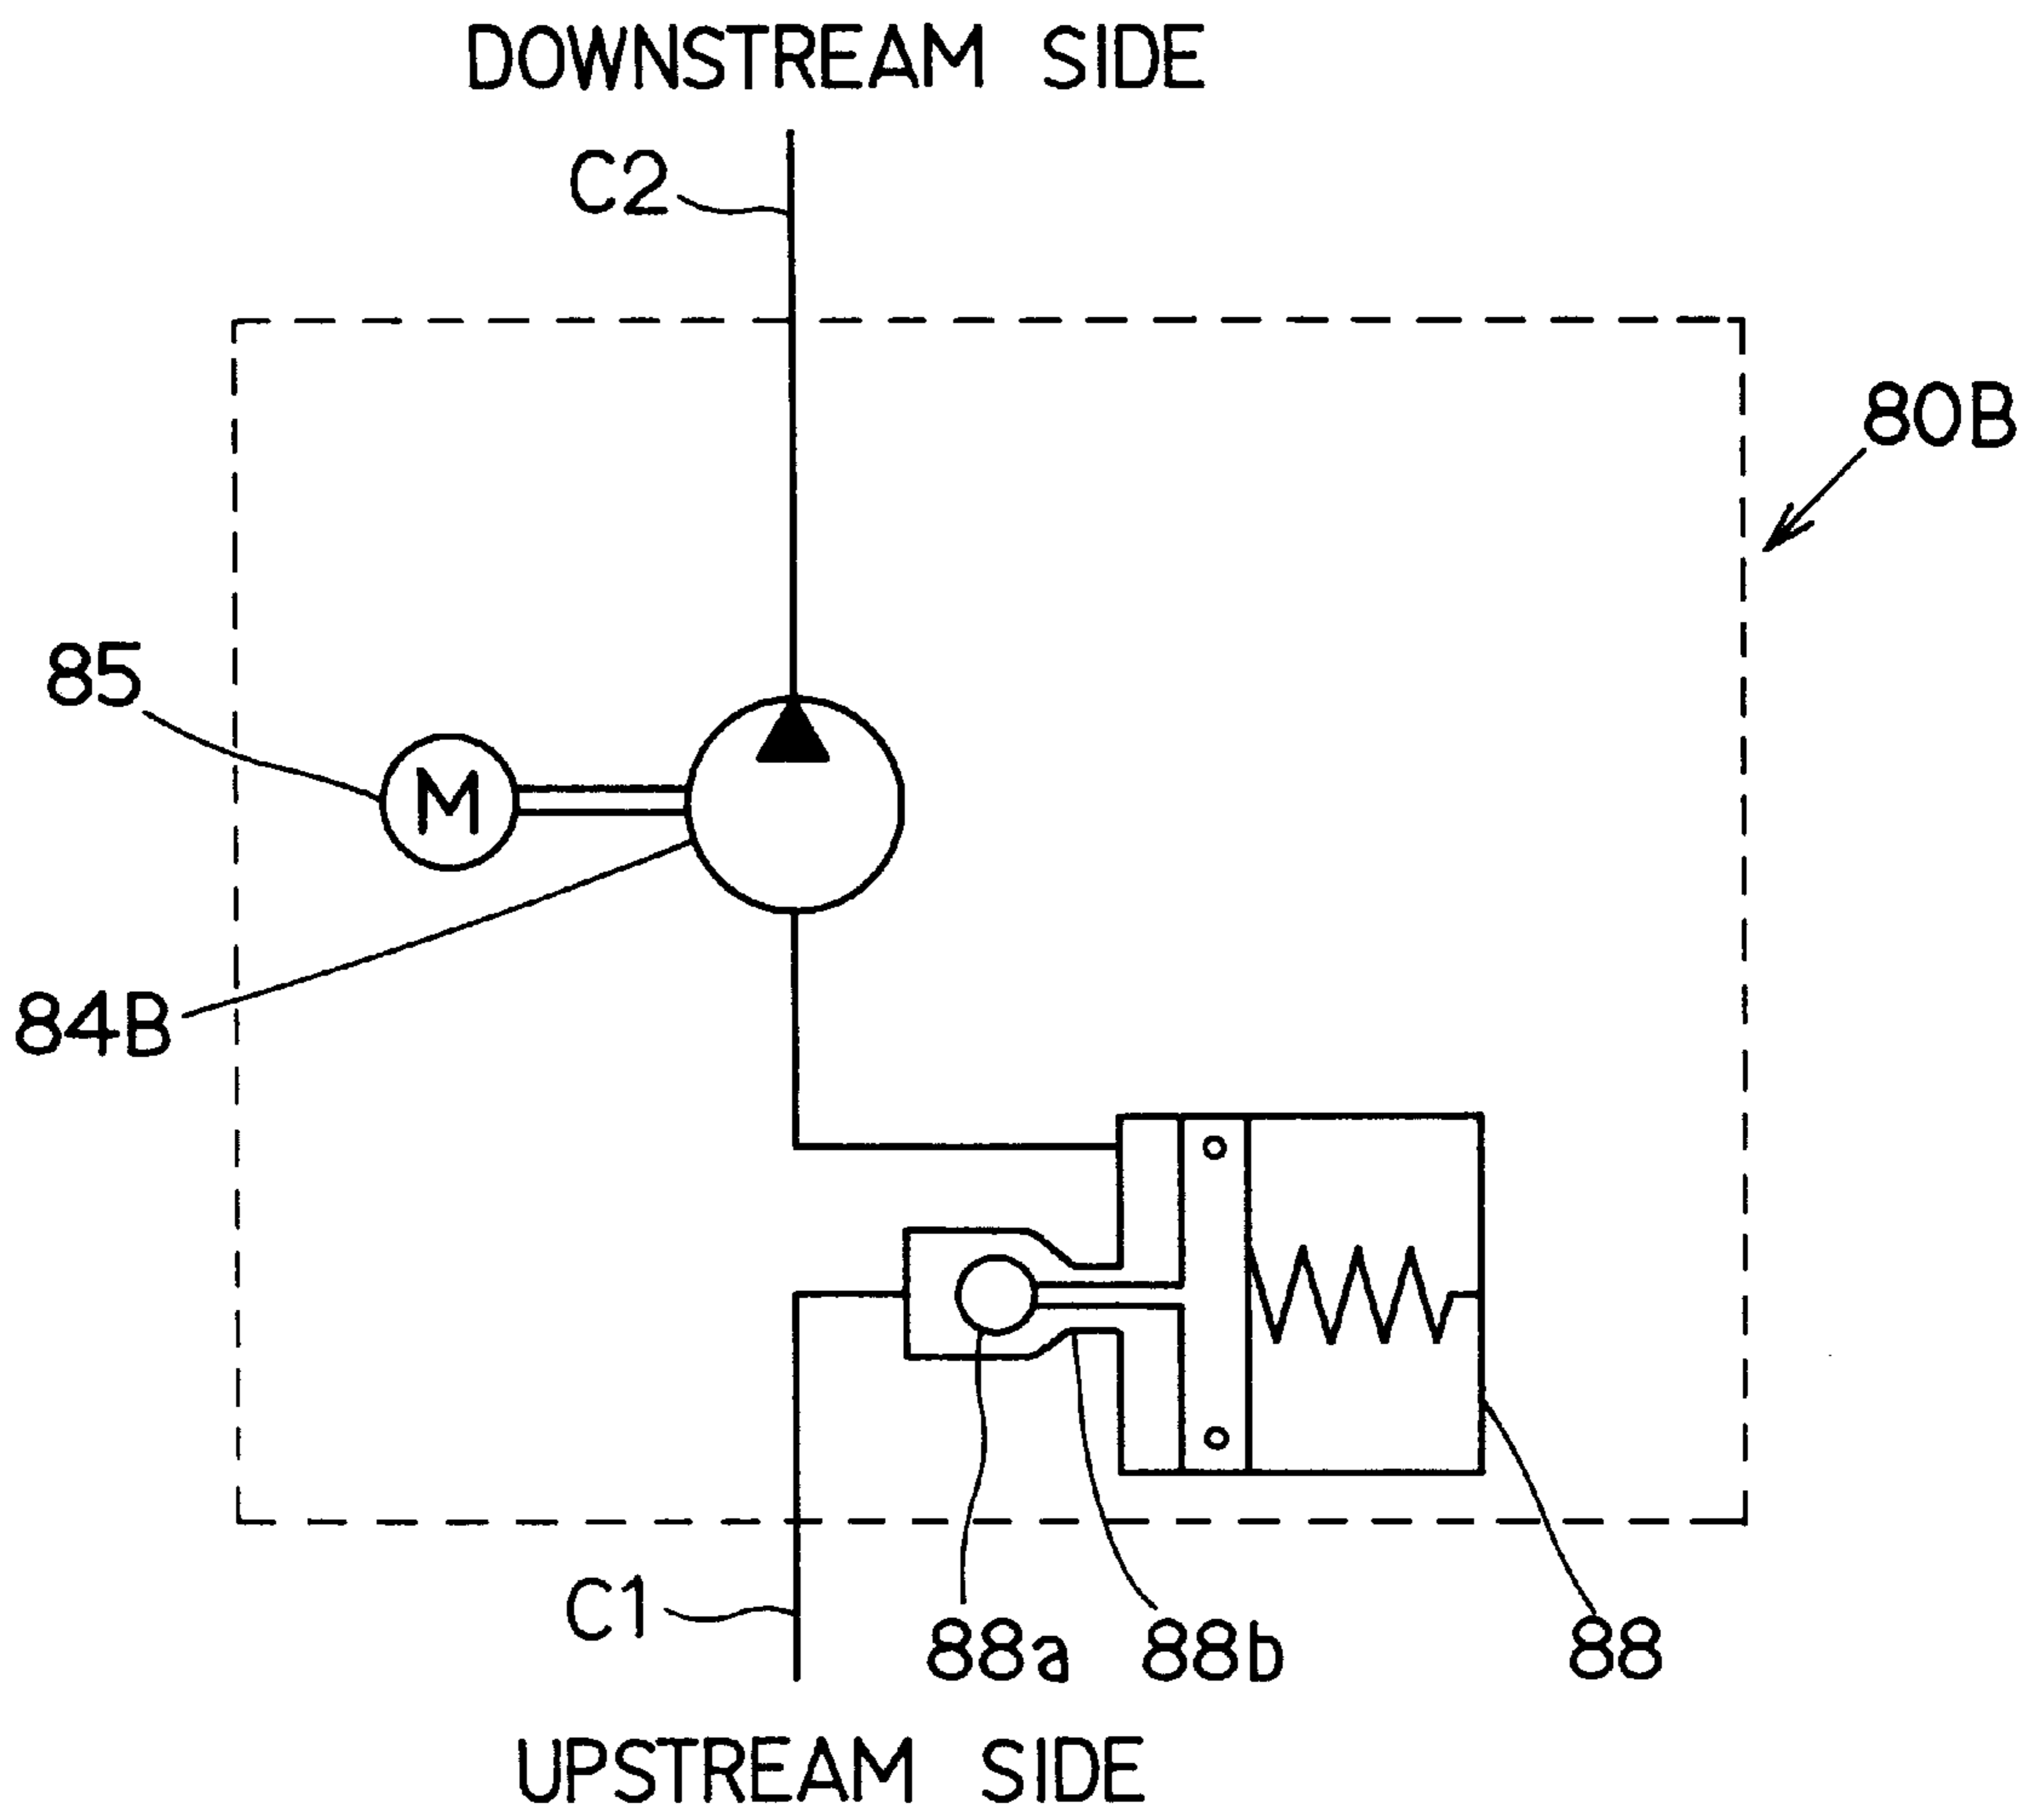 DOWNSTREAM SIDE
C2
80B
85
M
84B
C1
88a
88b
88
UPSTREAM SIDE